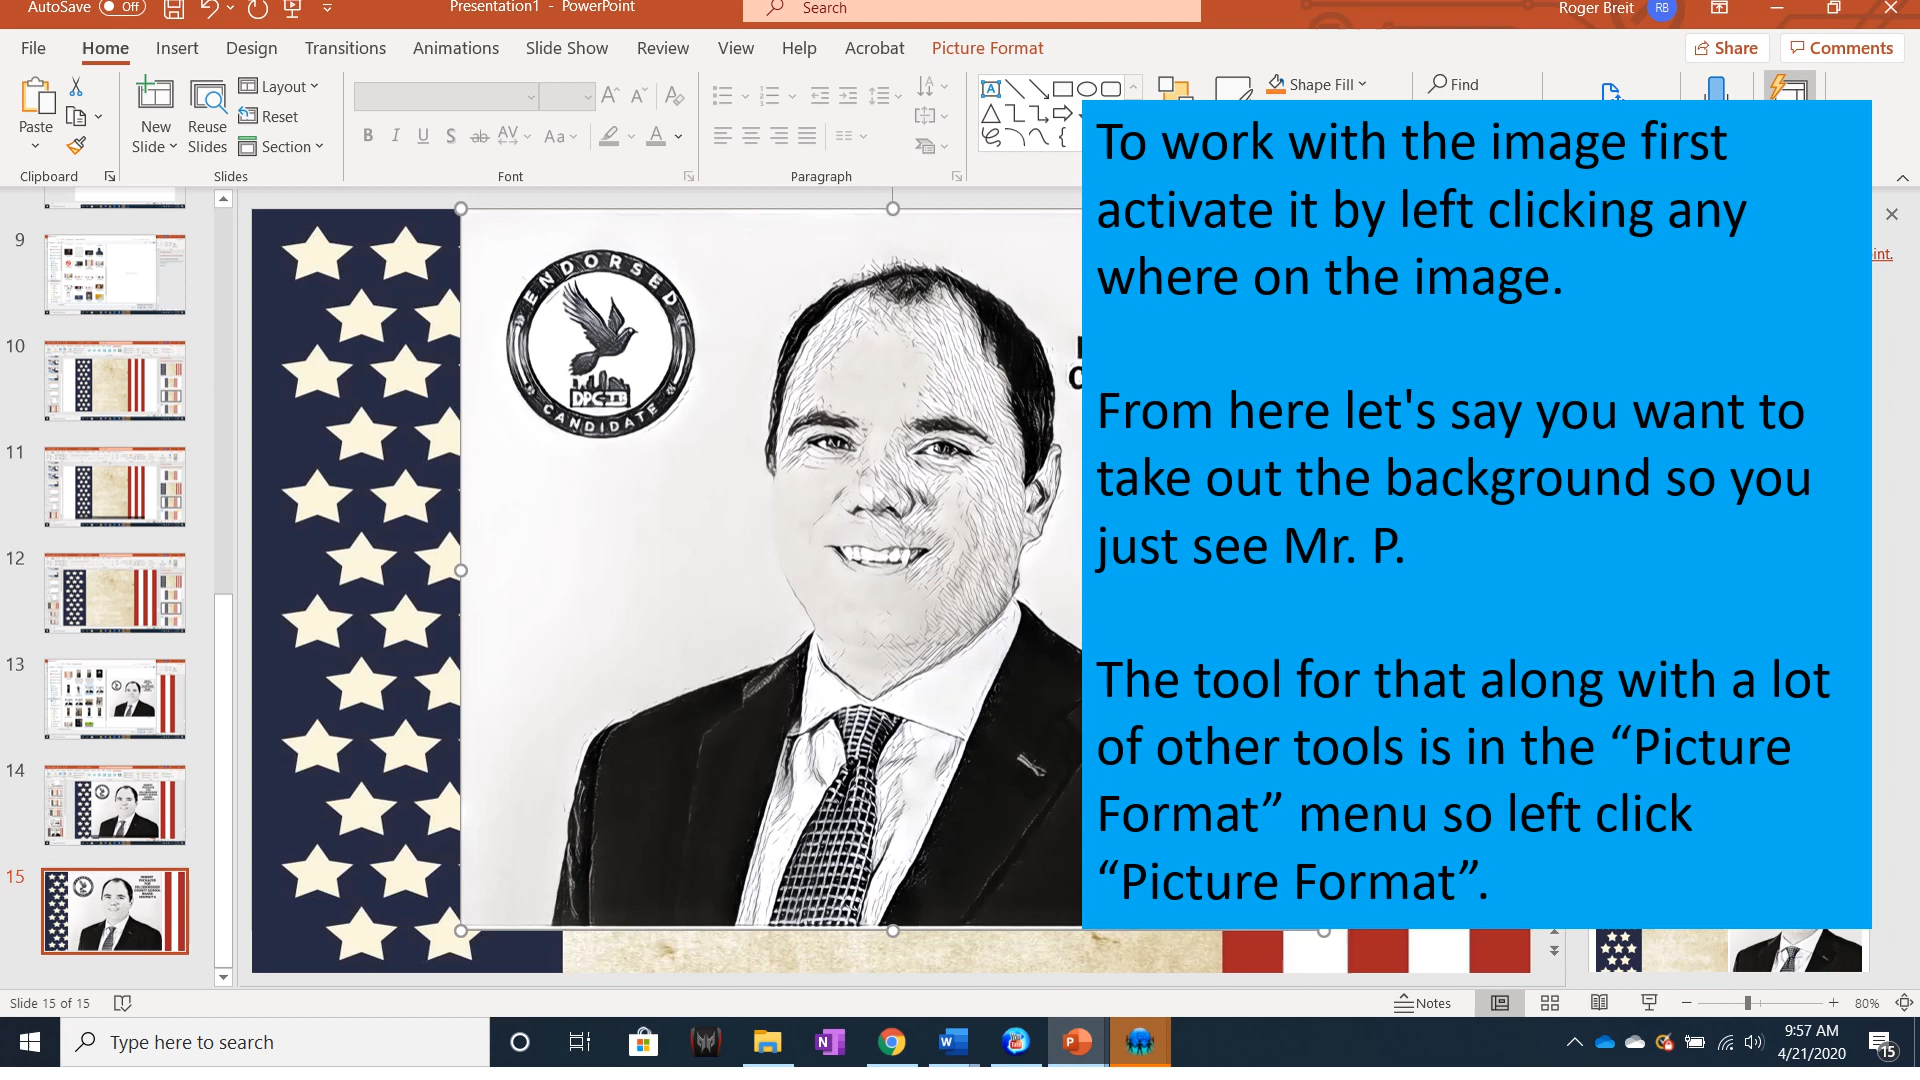 AutoSave Off
Presentation1 - PowerPoint
Search
Roger Breit RB
File Home Insert Design Transitions Animations Slide Show Review View Help Acrobat Picture Format
Share Comments
Paste
New
Slide
Reuse
Slides
Layout
Reset
Section
B I U S ab AV Aa A
Shape Fill
Find
Clipboard Slides Font Paragraph
To work with the image first
activate it by left clicking any
where on the image.
From here let's say you want to
take out the background so you
just see Mr. P.
The tool for that along with a lot
of other tools is in the “Picture
Format” menu so left click
“Picture Format”.
int.
9
10
11
12
13
14
15
ENDORSED
DPC-TB
CANDIDATE
Slide 15 of 15
Notes
80%
Type here to search
9:57 AM
4/21/2020
15